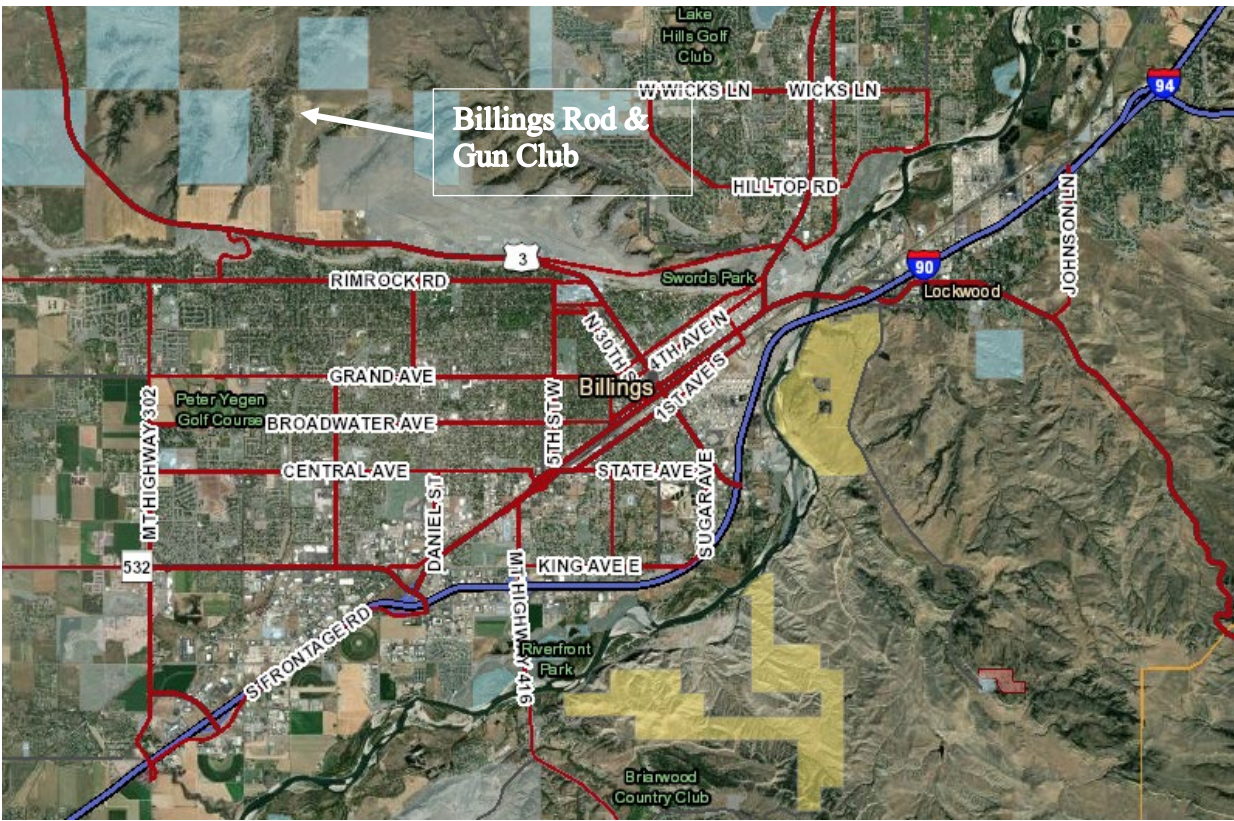 Lake
Hills Golf
Club
W WICKS LN
WICKS LN
94
Billings Rod &
Gun Club
HILLTOP RD
JOHNSON LN
3
90
RIMROCK RD
Swords Park
Lockwood
N 30TH S
4TH AVE N
GRAND AVE
Billings
1ST AVE S
Peter Yegen
Golf Course
BROADWATER AVE
5TH ST W
MT HIGHWAY 302
CENTRAL AVE
STATE AVE
DANIEL ST
SUGAR AVE
532
KING AVE E
MT HIGHWAY 416
S FRONTAGE RD
Riverfront
Park
Briarwood
Country Club